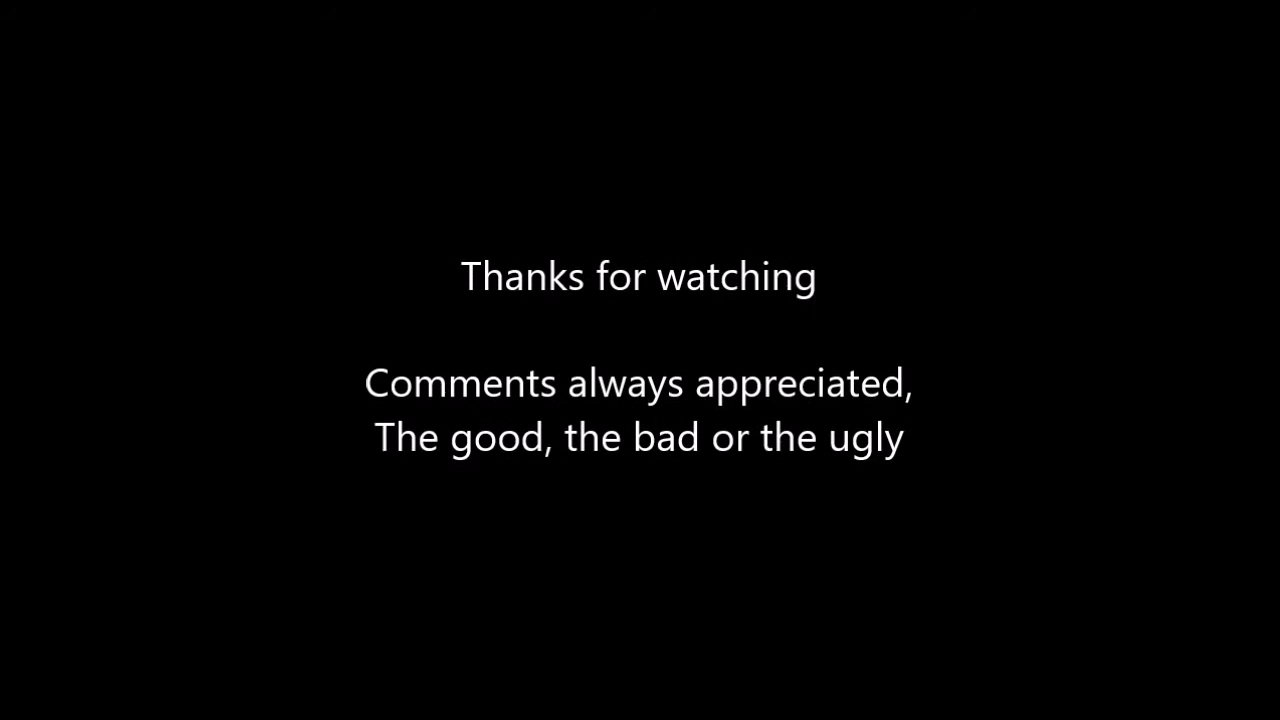 Thanks for watching
Comments always appreciated,
The good, the bad or the ugly